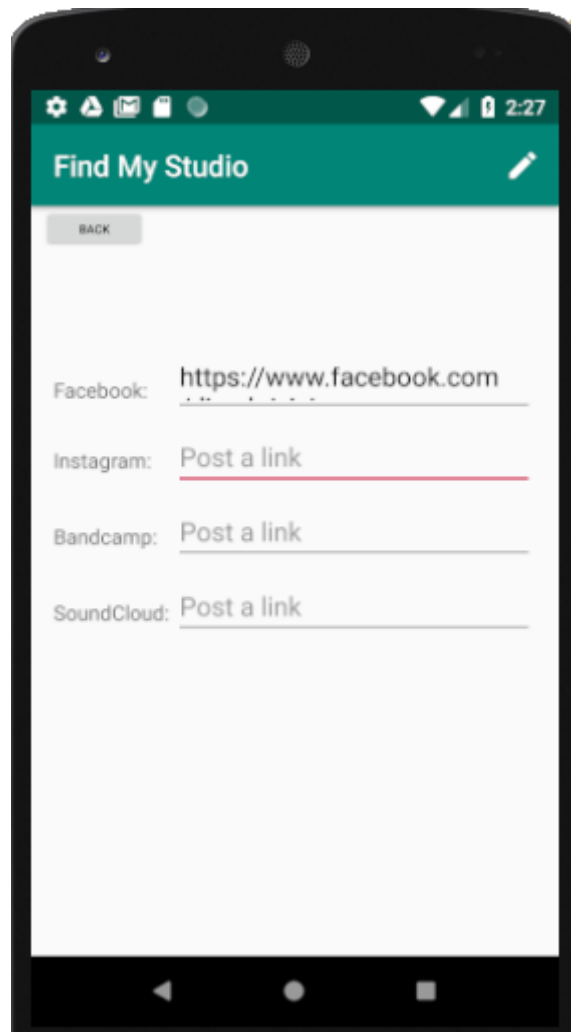 2:27
Find My Studio
BACK
Facebook: https://www.facebook.com
Instagram: Post a link
Bandcamp: Post a link
SoundCloud: Post a link